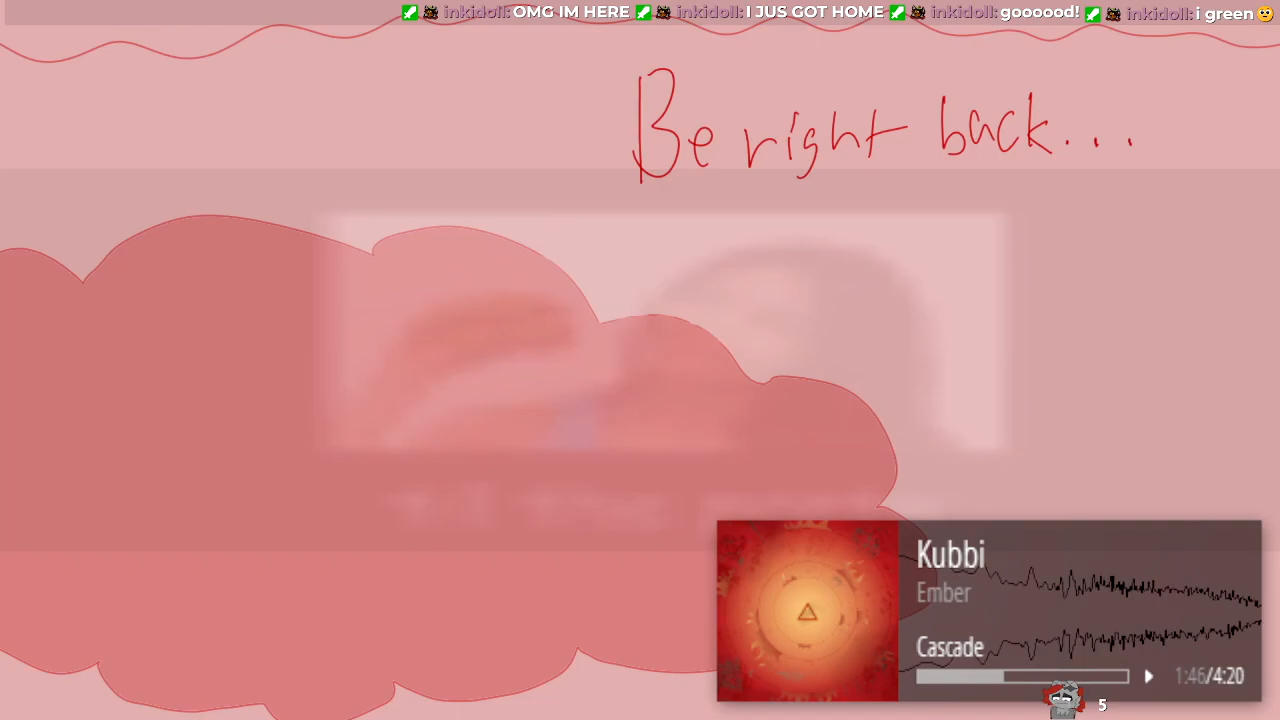 inkidoll: OMG IM HERE inkidoll: I JUS GOT HOME inkidoll: goooood! inkidoll: i green 🥺
Be right back...
Kubbi
Ember
Cascade
1:46/4:20
5